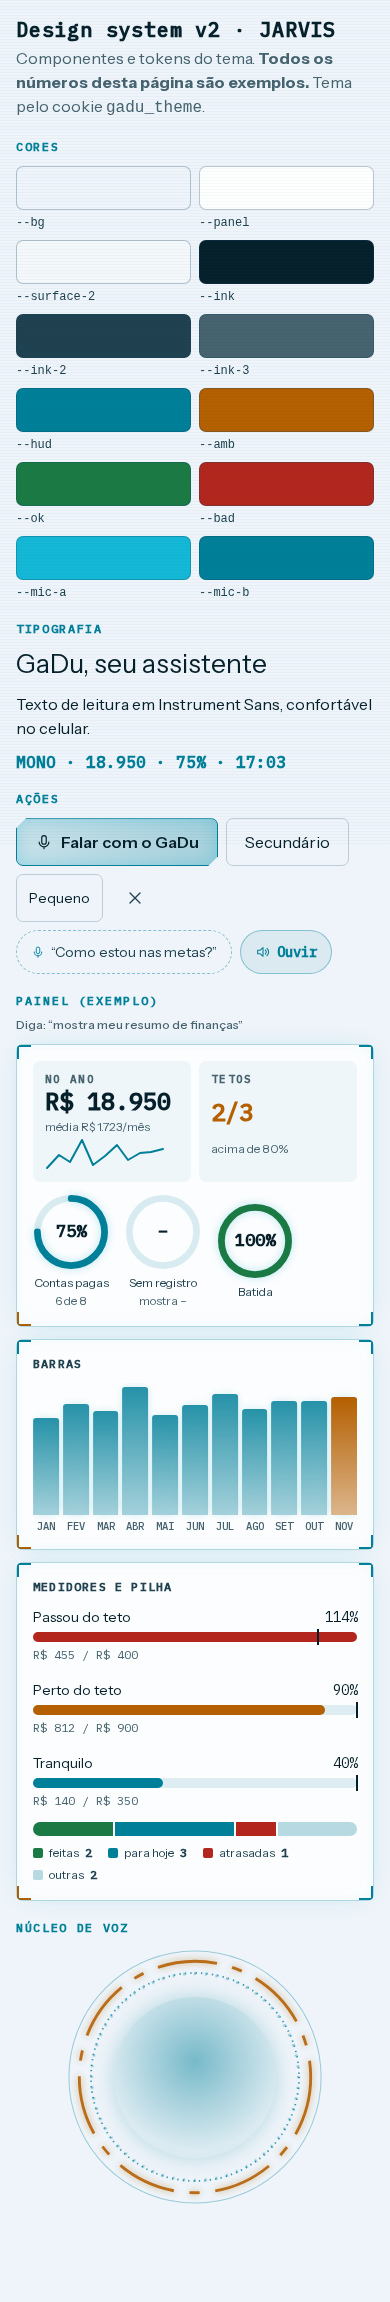 Design system v2 · JARVIS
Componentes e tokens do tema. Todos os
números desta página são exemplos. Tema
pelo cookie gadu_theme.
CORES
--bg
--panel
--surface-2
--ink
--ink-2
--ink-3
--hud
--amb
--ok
--bad
--mic-a
--mic-b
TIPOGRAFIA
GaDu, seu assistente
Texto de leitura em Instrument Sans, confortável
no celular.
MONO · 18.950 · 75% · 17:03
AÇÕES
Falar com o GaDu
Secundário
Pequeno
“Como estou nas metas?”
Ouvir
PAINEL (EXEMPLO)
Diga: “mostra meu resumo de finanças”
NO ANO
R$ 18.950
média R$ 1.723/mês
TETOS
2/3
acima de 80%
75%
Contas pagas
6 de 8
–
Sem registro
mostra –
100%
Batida
BARRAS
JAN FEV MAR ABR MAI JUN JUL AGO SET OUT NOV
MEDIDORES E PILHA
Passou do teto 114%
R$ 455 / R$ 400
Perto do teto 90%
R$ 812 / R$ 900
Tranquilo 40%
R$ 140 / R$ 350
feitas 2 para hoje 3 atrasadas 1
outras 2
NÚCLEO DE VOZ